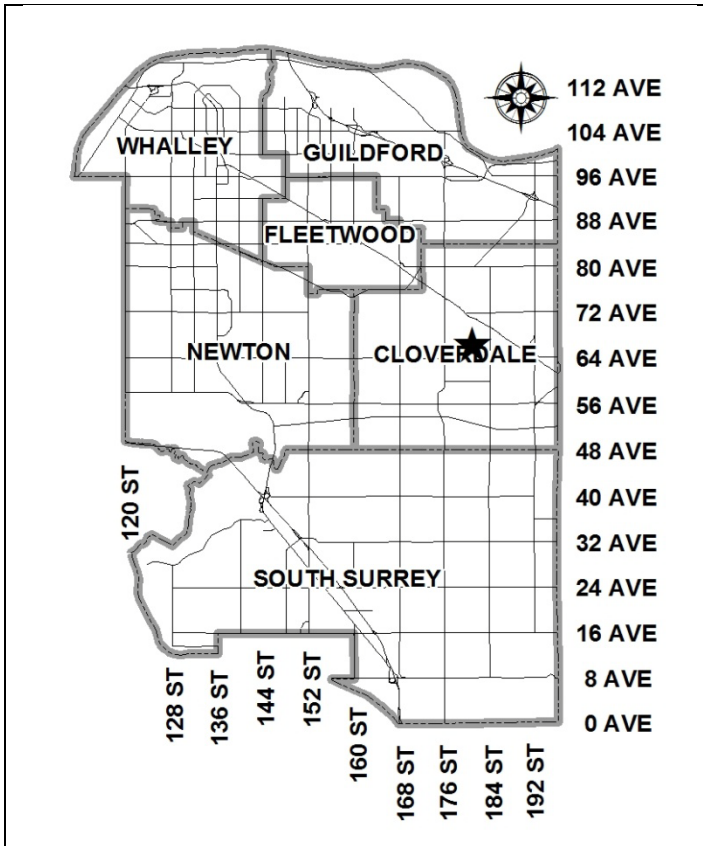 112 AVE
104 AVE
WHALLEY
GUILDFORD
96 AVE
88 AVE
FLEETWOOD
80 AVE
72 AVE
NEWTON
CLOVERDALE
64 AVE
56 AVE
48 AVE
120 ST
40 AVE
32 AVE
SOUTH SURREY
24 AVE
16 AVE
8 AVE
0 AVE
128 ST
136 ST
144 ST
152 ST
160 ST
168 ST
176 ST
184 ST
192 ST